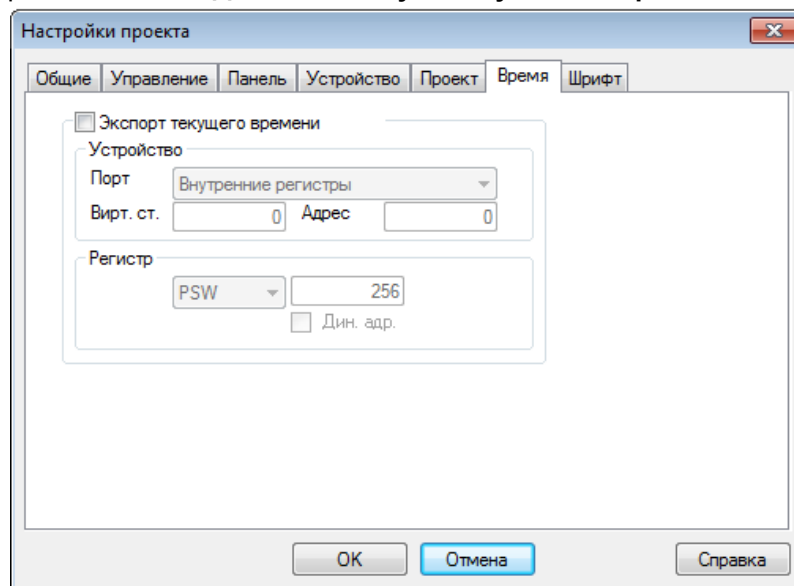 Настройки проекта
Общие Управление Панель Устройство Проект Время Шрифт
Экспорт текущего времени
Устройство
Порт Внутренние регистры
Вирт. ст. 0 Адрес 0
Регистр
PSW 256
Дин. адр.
OK Отмена Справка